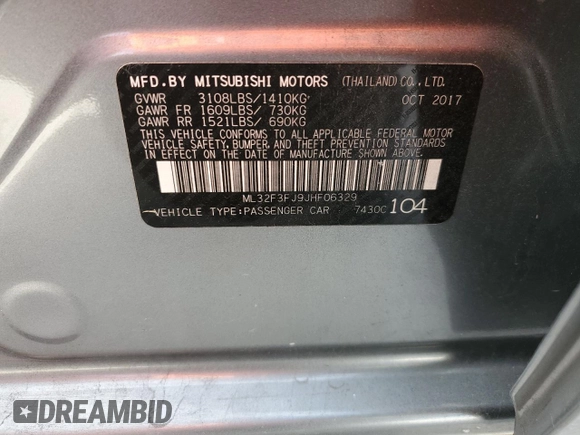 MFD. BY MITSUBISHI MOTORS (THAILAND) CO., LTD.
GVWR 3108LBS/1410KG OCT 2017
GAWR FR 1609LBS/ 730KG
GAWR RR 1521LBS/ 690KG
THIS VEHICLE CONFORMS TO ALL APPLICABLE FEDERAL MOTOR
VEHICLE SAFETY, BUMPER, AND THEFT PREVENTION STANDARDS
IN EFFECT ON THE DATE OF MANUFACTURE SHOWN ABOVE.
ML32F3FJ9JHF06329
VEHICLE TYPE:PASSENGER CAR 7430C 104
DREAMBID